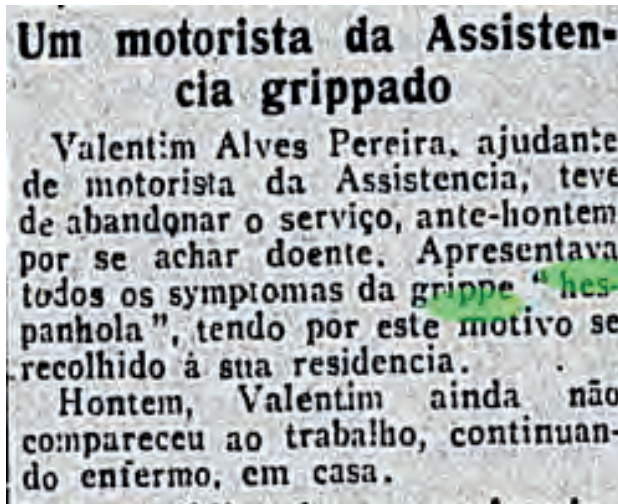 Um motorista da Assisten-
cia grippado
Valentim Alves Pereira, ajudante
de motorista da Assistencia, teve
de abandonar o serviço, ante-hontem
por se achar doente. Apresentava
todos os symptomas da grippe "hes-
panhola", tendo por este motivo se
recolhido á sua residencia.
Hontem, Valentim ainda não
compareceu ao trabalho, continuan-
do enfermo, em casa.